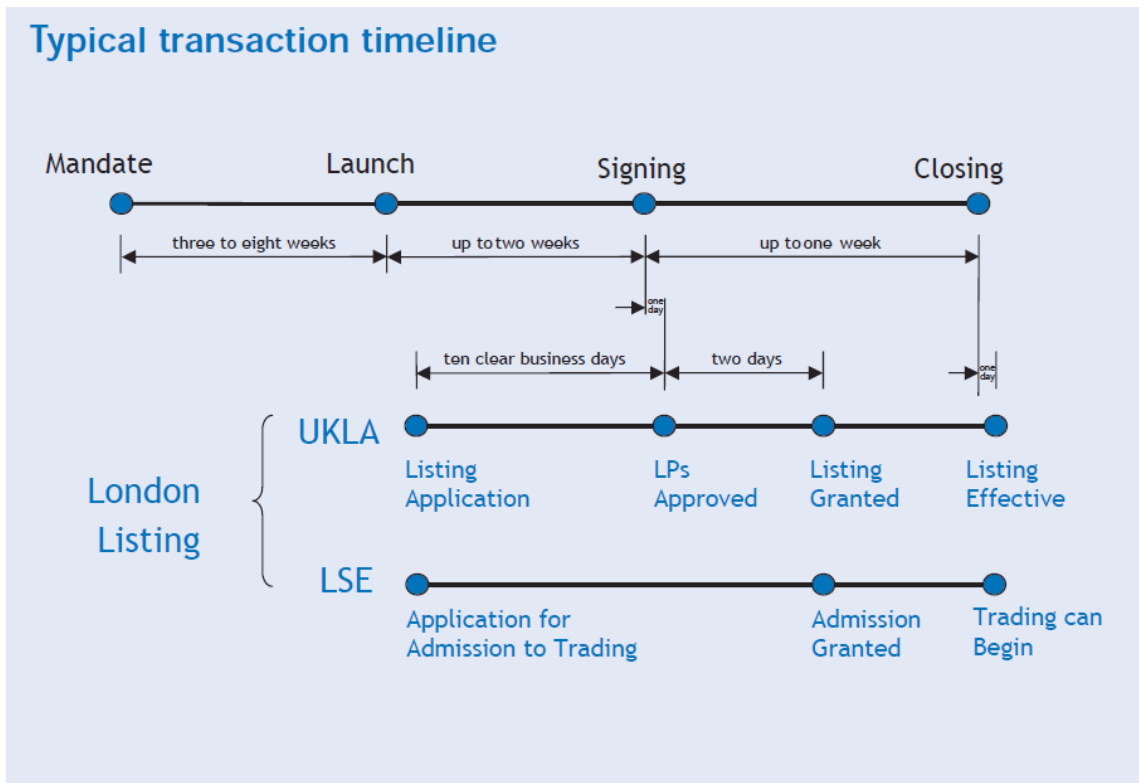 Typical transaction timeline
Mandate
Launch
Signing
Closing
three to eight weeks
up to two weeks
up to one week
one
day
ten clear business days
two days
one
day
London
Listing
UKLA
Listing
Application
LPs
Approved
Listing
Granted
Listing
Effective
LSE
Application for
Admission to Trading
Admission
Granted
Trading can
Begin